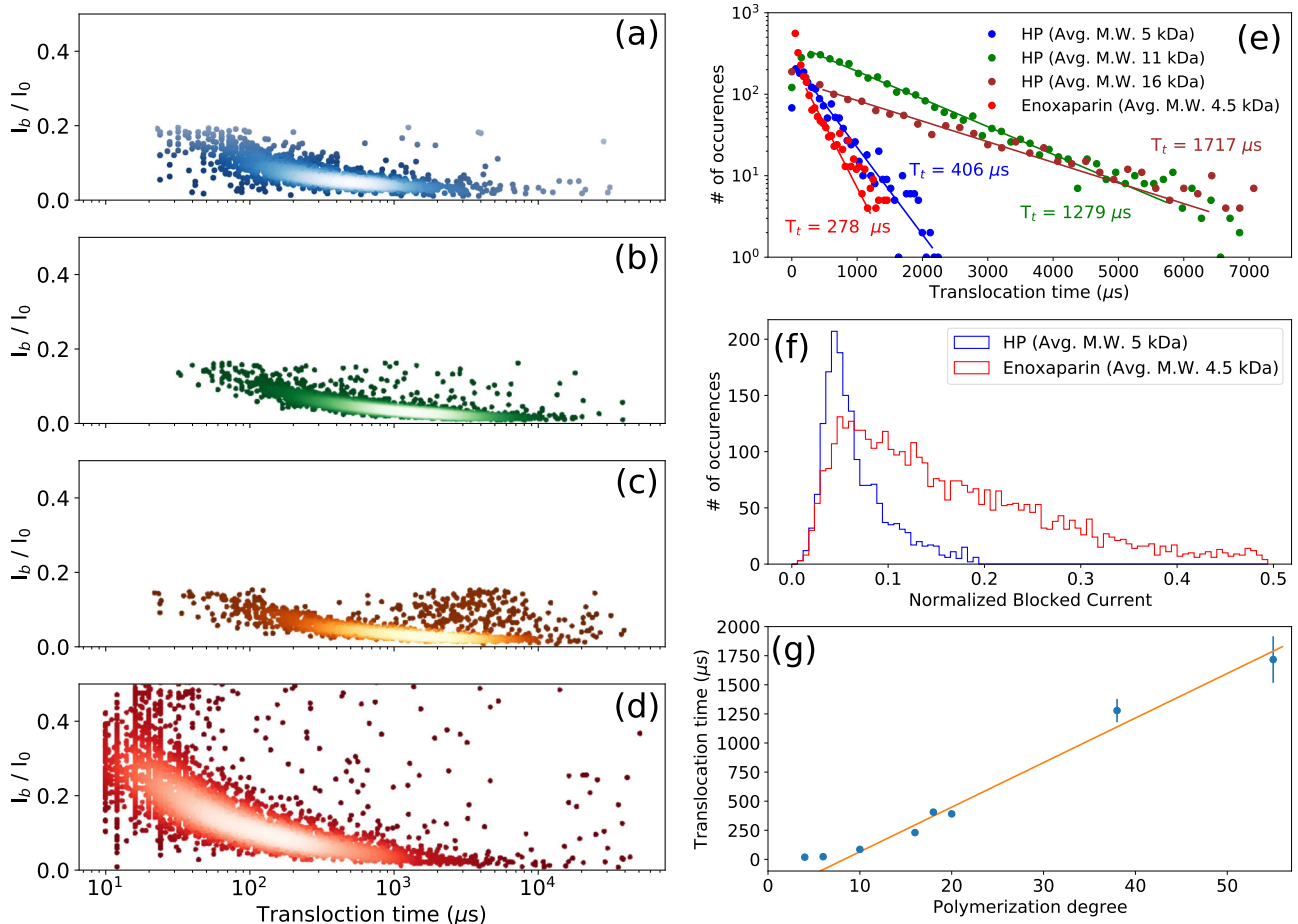 (a)
0.4
0.2
0.0
I_b / I_0
(b)
0.4
0.2
0.0
I_b / I_0
(c)
0.4
0.2
0.0
I_b / I_0
(d)
0.4
0.2
0.0
I_b / I_0
10^1 10^2 10^3 10^4
Transloction time (μs)
(e)
10^3
10^2
10^1
10^0
# of occurences
HP (Avg. M.W. 5 kDa)
HP (Avg. M.W. 11 kDa)
HP (Avg. M.W. 16 kDa)
Enoxaparin (Avg. M.W. 4.5 kDa)
T_t = 1717 μs
T_t = 406 μs
T_t = 1279 μs
T_t = 278 μs
0 1000 2000 3000 4000 5000 6000 7000
Translocation time (μs)
(f)
200
150
100
50
0
# of occurences
HP (Avg. M.W. 5 kDa)
Enoxaparin (Avg. M.W. 4.5 kDa)
0.0 0.1 0.2 0.3 0.4 0.5
Normalized Blocked Current
(g)
2000
1750
1500
1250
1000
750
500
250
0
Translocation time (μs)
0 10 20 30 40 50
Polymerization degree